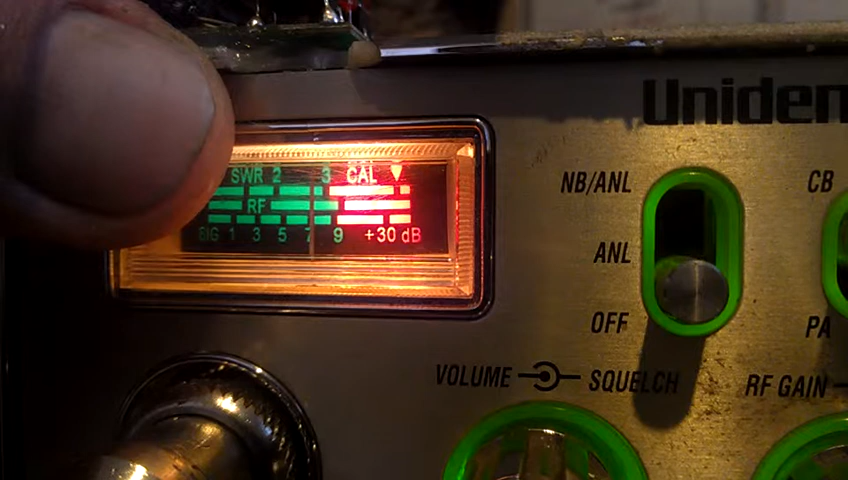 Uniden
SWR 2 3 CAL
RF
SIG 1 3 5 7 9 +30 dB
NB/ANL
CB
ANL
OFF
PA
VOLUME SQUELCH
RF GAIN